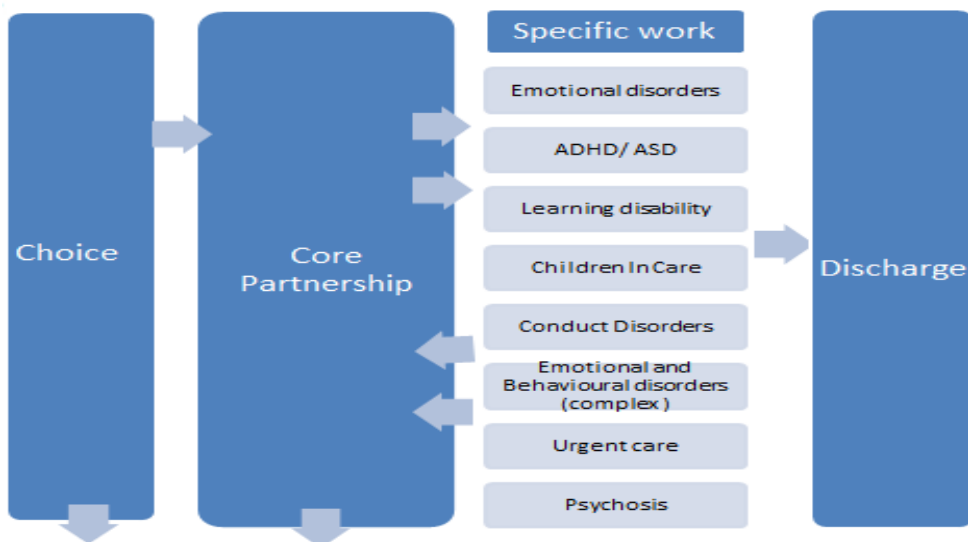 Choice
Core
Partnership
Specific work
Emotional disorders
ADHD/ ASD
Learning disability
Children In Care
Conduct Disorders
Emotional and
Behavioural disorders
(complex)
Urgent care
Psychosis
Discharge